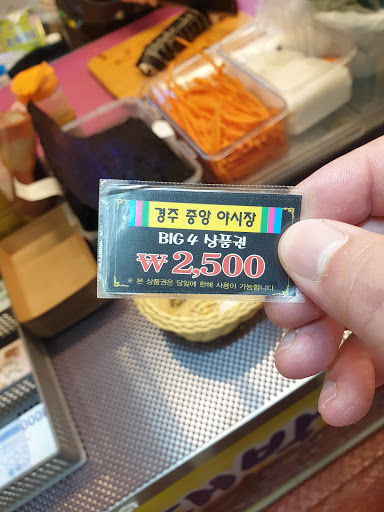 경주 중앙 야시장
BIG 4 상품권
₩2,500
※ 본 상품권은 당일에 한해 사용이 가능합니다.